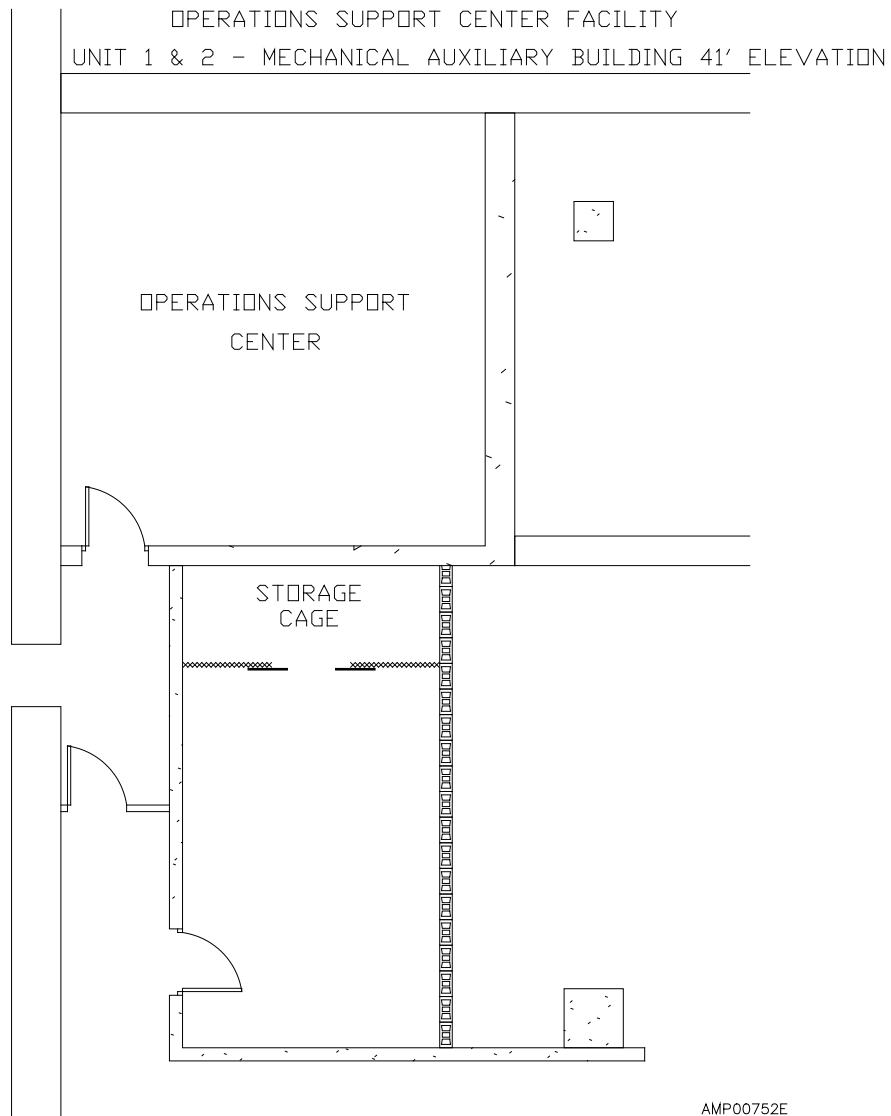 OPERATIONS SUPPORT CENTER FACILITY
UNIT 1 & 2 - MECHANICAL AUXILIARY BUILDING 41' ELEVATION
OPERATIONS SUPPORT
CENTER
STORAGE
CAGE
AMP00752E